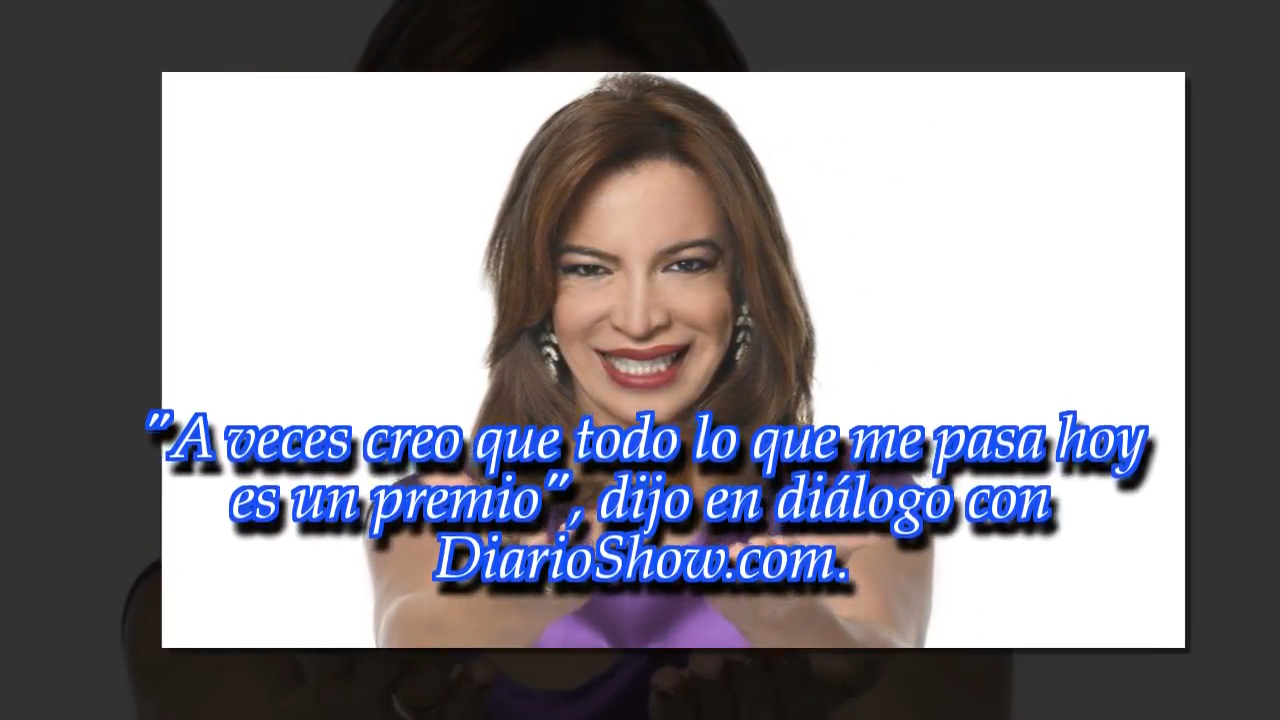 "A veces creo que todo lo que me pasa hoy
es un premio", dijo en diálogo con
DiarioShow.com.